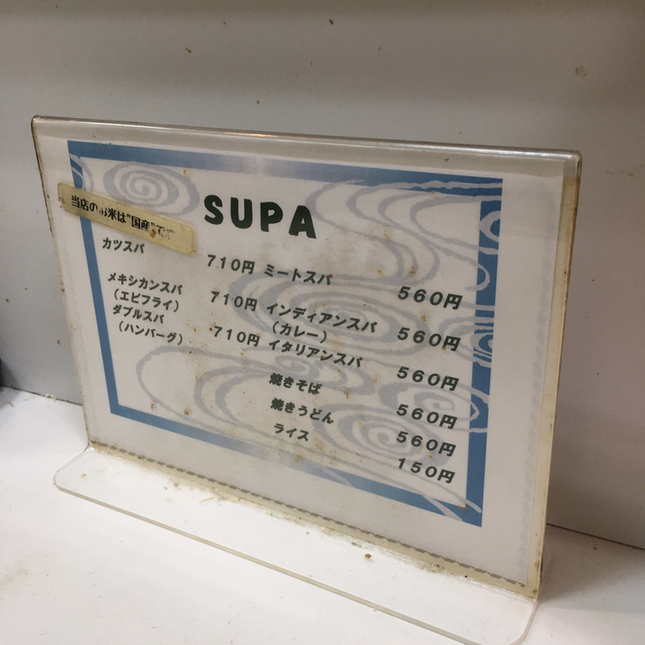 当店のお米は"国産"です
SUPA
カツスパ 710円
メキシカンスパ
（エビフライ） 710円
ダブルスパ
（ハンバーグ） 710円
ミートスパ 560円
インディアンスパ
（カレー） 560円
イタリアンスパ 560円
焼きそば 560円
焼きうどん 560円
ライス 150円